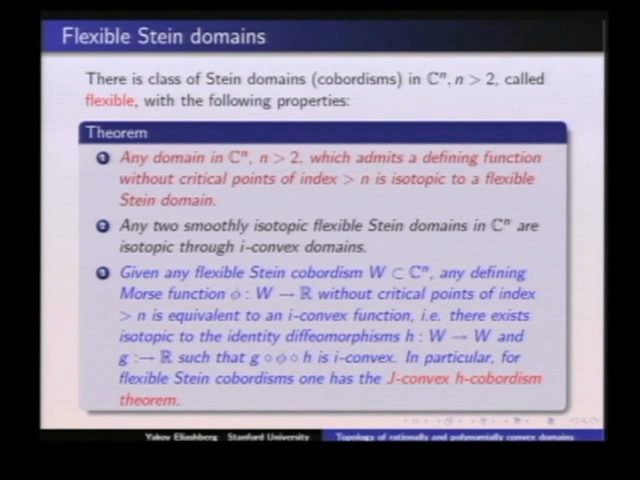 Flexible Stein domains
There is class of Stein domains (cobordisms) in ℂⁿ, n > 2, called
flexible, with the following properties:
Theorem
1 Any domain in ℂⁿ, n > 2, which admits a defining function
without critical points of index > n is isotopic to a flexible
Stein domain.
2 Any two smoothly isotopic flexible Stein domains in ℂⁿ are
isotopic through i-convex domains.
3 Given any flexible Stein cobordism W ⊂ ℂⁿ, any defining
Morse function ϕ : W → ℝ without critical points of index
> n is equivalent to an i-convex function, i.e. there exists
isotopic to the identity diffeomorphisms h : W → W and
g :→ ℝ such that g ∘ ϕ ∘ h is i-convex. In particular, for
flexible Stein cobordisms one has the J-convex h-cobordism
theorem.
Yakov Eliashberg Stanford University Topology of rationally and polynomially convex domains